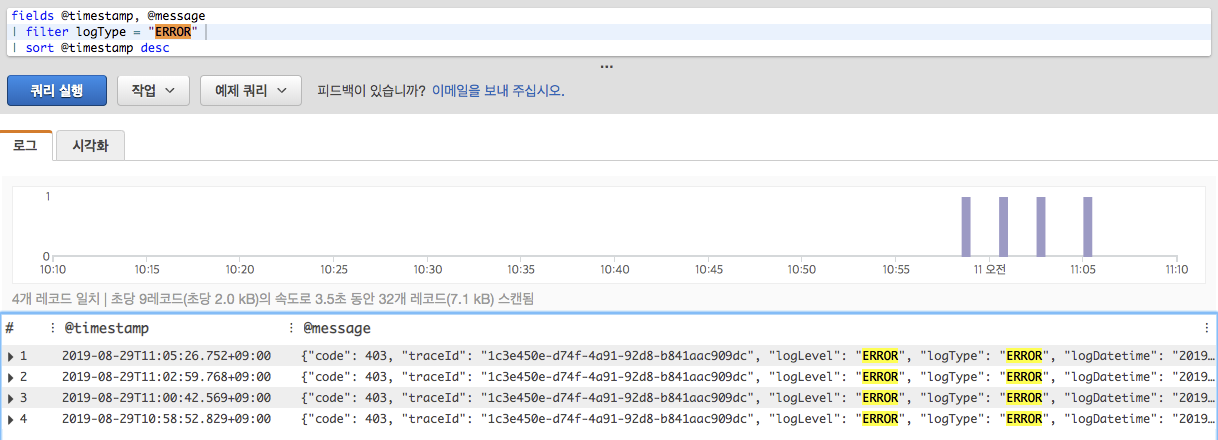 fields @timestamp, @message
| filter logType = "ERROR"
| sort @timestamp desc
쿼리 실행 작업 예제 쿼리 피드백이 있습니까? 이메일을 보내 주십시오.
로그 시각화
1
0
10:10 10:15 10:20 10:25 10:30 10:35 10:40 10:45 10:50 10:55 11 오전 11:05 11:10
4개 레코드 일치 | 초당 9레코드(초당 2.0 kB)의 속도로 3.5초 동안 32개 레코드(7.1 kB) 스캔됨
# @timestamp @message
1 2019-08-29T11:05:26.752+09:00 {"code": 403, "traceId": "1c3e450e-d74f-4a91-92d8-b841aac909dc", "logLevel": "ERROR", "logType": "ERROR", "logDatetime": "2019...
2 2019-08-29T11:02:59.768+09:00 {"code": 403, "traceId": "1c3e450e-d74f-4a91-92d8-b841aac909dc", "logLevel": "ERROR", "logType": "ERROR", "logDatetime": "2019...
3 2019-08-29T11:00:42.569+09:00 {"code": 403, "traceId": "1c3e450e-d74f-4a91-92d8-b841aac909dc", "logLevel": "ERROR", "logType": "ERROR", "logDatetime": "2019...
4 2019-08-29T10:58:52.829+09:00 {"code": 403, "traceId": "1c3e450e-d74f-4a91-92d8-b841aac909dc", "logLevel": "ERROR", "logType": "ERROR", "logDatetime": "2019...